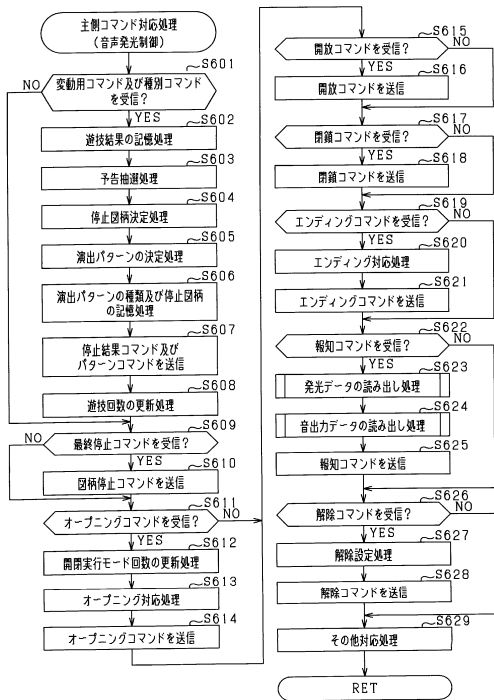 主側コマンド対応処理
(音声発光制御)
S601
変動用コマンド及び種別コマンド
を受信?
NO
YES
S602
遊技結果の記憶処理
S603
予告抽選処理
S604
停止図柄決定処理
S605
演出パターンの決定処理
S606
演出パターンの種類及び停止図柄
の記憶処理
S607
停止結果コマンド及び
パターンコマンドを送信
S608
遊技回数の更新処理
S609
最終停止コマンドを受信?
NO
YES
S610
図柄停止コマンドを送信
S611
オープニングコマンドを受信?
NO
YES
S612
開閉実行モード回数の更新処理
S613
オープニング対応処理
S614
オープニングコマンドを送信
S615
開放コマンドを受信?
NO
YES
S616
開放コマンドを送信
S617
閉鎖コマンドを受信?
NO
YES
S618
閉鎖コマンドを送信
S619
エンディングコマンドを受信?
NO
YES
S620
エンディング対応処理
S621
エンディングコマンドを送信
S622
報知コマンドを受信?
NO
YES
S623
発光データの読み出し処理
S624
音出力データの読み出し処理
S625
報知コマンドを送信
S626
解除コマンドを受信?
NO
YES
S627
解除設定処理
S628
解除コマンドを送信
S629
その他対応処理
RET